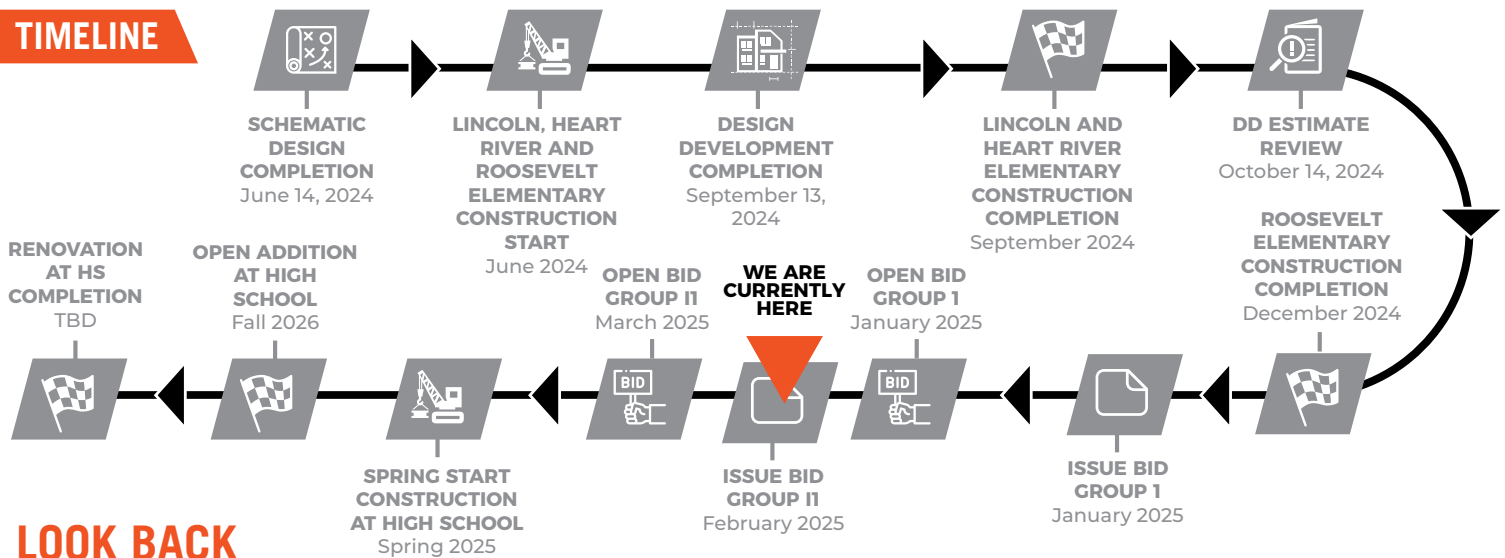 TIMELINE
SCHEMATIC
DESIGN
COMPLETION
June 14, 2024
LINCOLN, HEART
RIVER AND
ROOSEVELT
ELEMENTARY
CONSTRUCTION
START
June 2024
DESIGN
DEVELOPMENT
COMPLETION
September 13,
2024
LINCOLN AND
HEART RIVER
ELEMENTARY
CONSTRUCTION
COMPLETION
September 2024
DD ESTIMATE
REVIEW
October 14, 2024
ROOSEVELT
ELEMENTARY
CONSTRUCTION
COMPLETION
December 2024
ISSUE BID
GROUP 1
January 2025
OPEN BID
GROUP 1
January 2025
BID
WE ARE
CURRENTLY
HERE
ISSUE BID
GROUP I1
February 2025
OPEN BID
GROUP I1
March 2025
BID
SPRING START
CONSTRUCTION
AT HIGH SCHOOL
Spring 2025
OPEN ADDITION
AT HIGH
SCHOOL
Fall 2026
RENOVATION
AT HS
COMPLETION
TBD
LOOK BACK